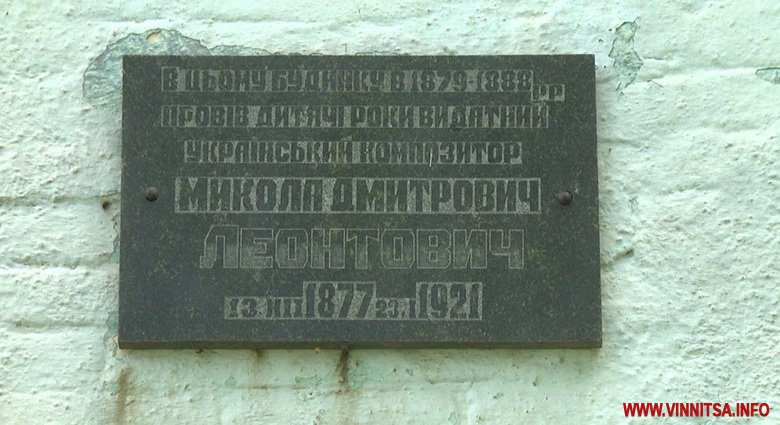 В ЦЬОМУ БУДИНКУ В 1879-1888 РР
ПРОВІВ ДИТЯЧІ РОКИ ВИДАТНИЙ
УКРАЇНСЬКИЙ КОМПОЗИТОР
МИКОЛА ДМИТРОВИЧ
ЛЕОНТОВИЧ
13.XII 1877 23.I 1921
WWW.VINNITSA.INFO